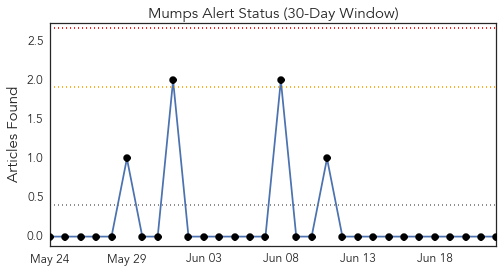 Mumps Alert Status (30-Day Window)
Articles Found
2.5
2.0
1.5
1.0
0.5
0.0
May 24 May 29 Jun 03 Jun 08 Jun 13 Jun 18